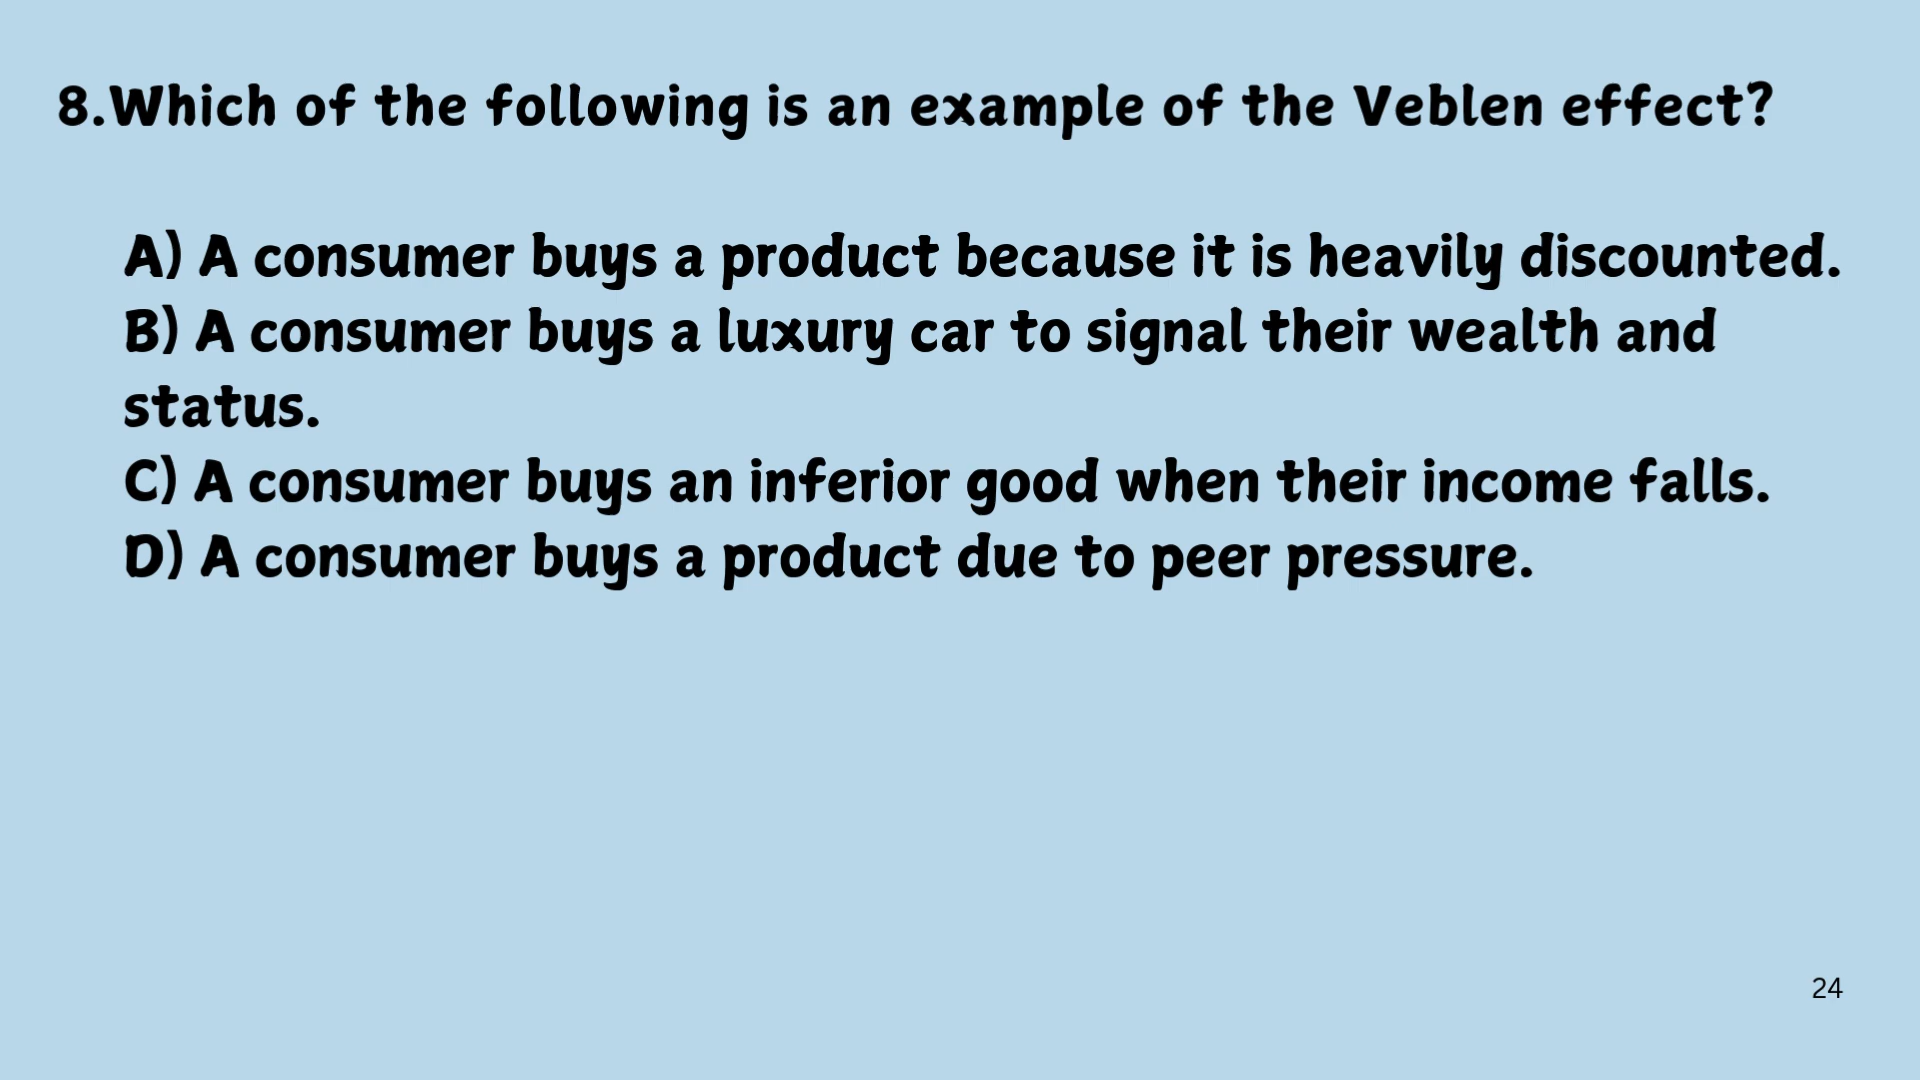 8.Which of the following is an example of the Veblen effect?
A) A consumer buys a product because it is heavily discounted.
B) A consumer buys a luxury car to signal their wealth and
status.
C) A consumer buys an inferior good when their income falls.
D) A consumer buys a product due to peer pressure.
24